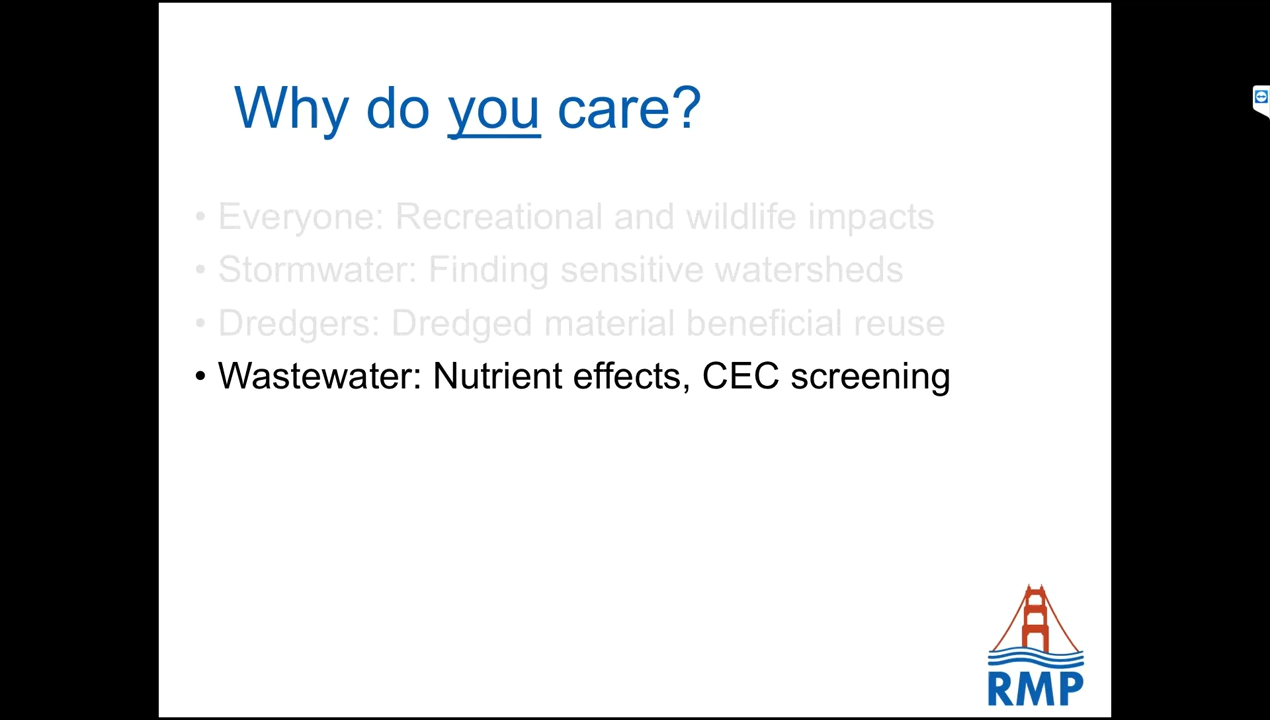 Why do you care?
• Everyone: Recreational and wildlife impacts
• Stormwater: Finding sensitive watersheds
• Dredgers: Dredged material beneficial reuse
• Wastewater: Nutrient effects, CEC screening
RMP